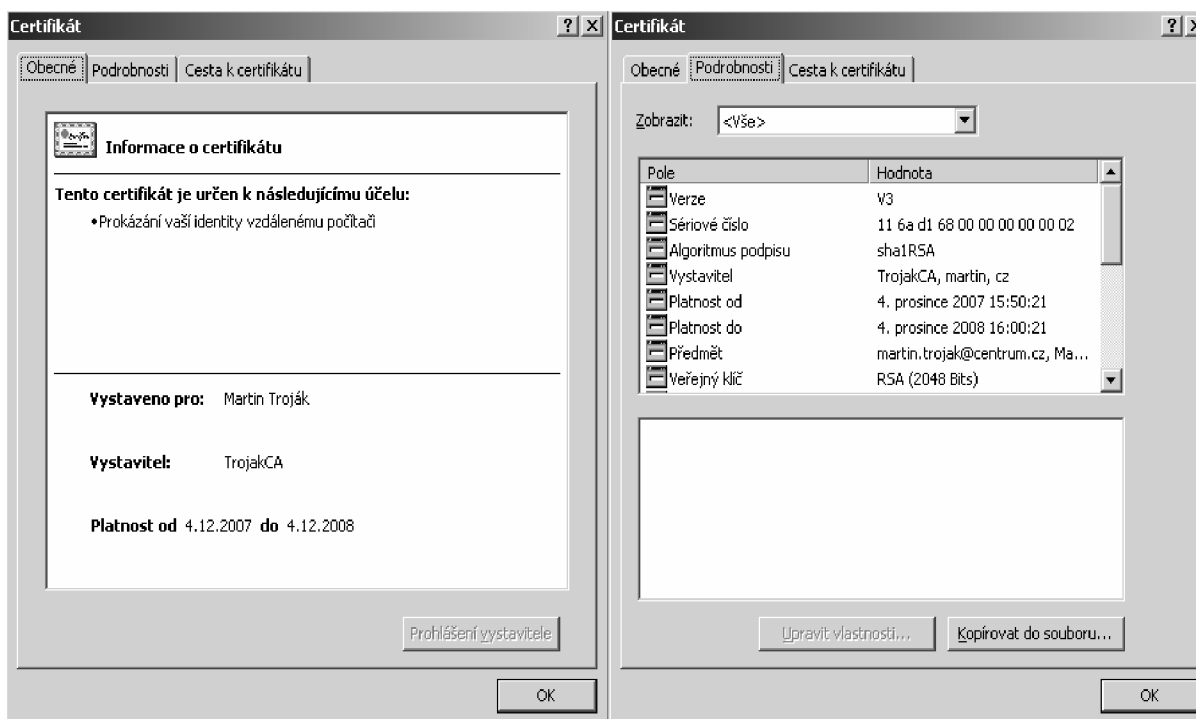 Certifikát
Obecné Podrobnosti Cesta k certifikátu
Informace o certifikátu
Tento certifikát je určen k následujícímu účelu:
•Prokázání vaší identity vzdálenému počítači
Vystaveno pro: Martin Troják
Vystavitel: TrojakCA
Platnost od 4.12.2007 do 4.12.2008
Prohlášení vystavitele
OK
Certifikát
Obecné Podrobnosti Cesta k certifikátu
Zobrazit: <Vše>
Pole Hodnota
Verze V3
Sériové číslo 11 6a d1 68 00 00 00 00 00 02
Algoritmus podpisu sha1RSA
Vystavitel TrojakCA, martin, cz
Platnost od 4. prosince 2007 15:50:21
Platnost do 4. prosince 2008 16:00:21
Předmět martin.trojak@centrum.cz, Ma...
Veřejný klíč RSA (2048 Bits)
Upravit vlastnosti... Kopírovat do souboru...
OK